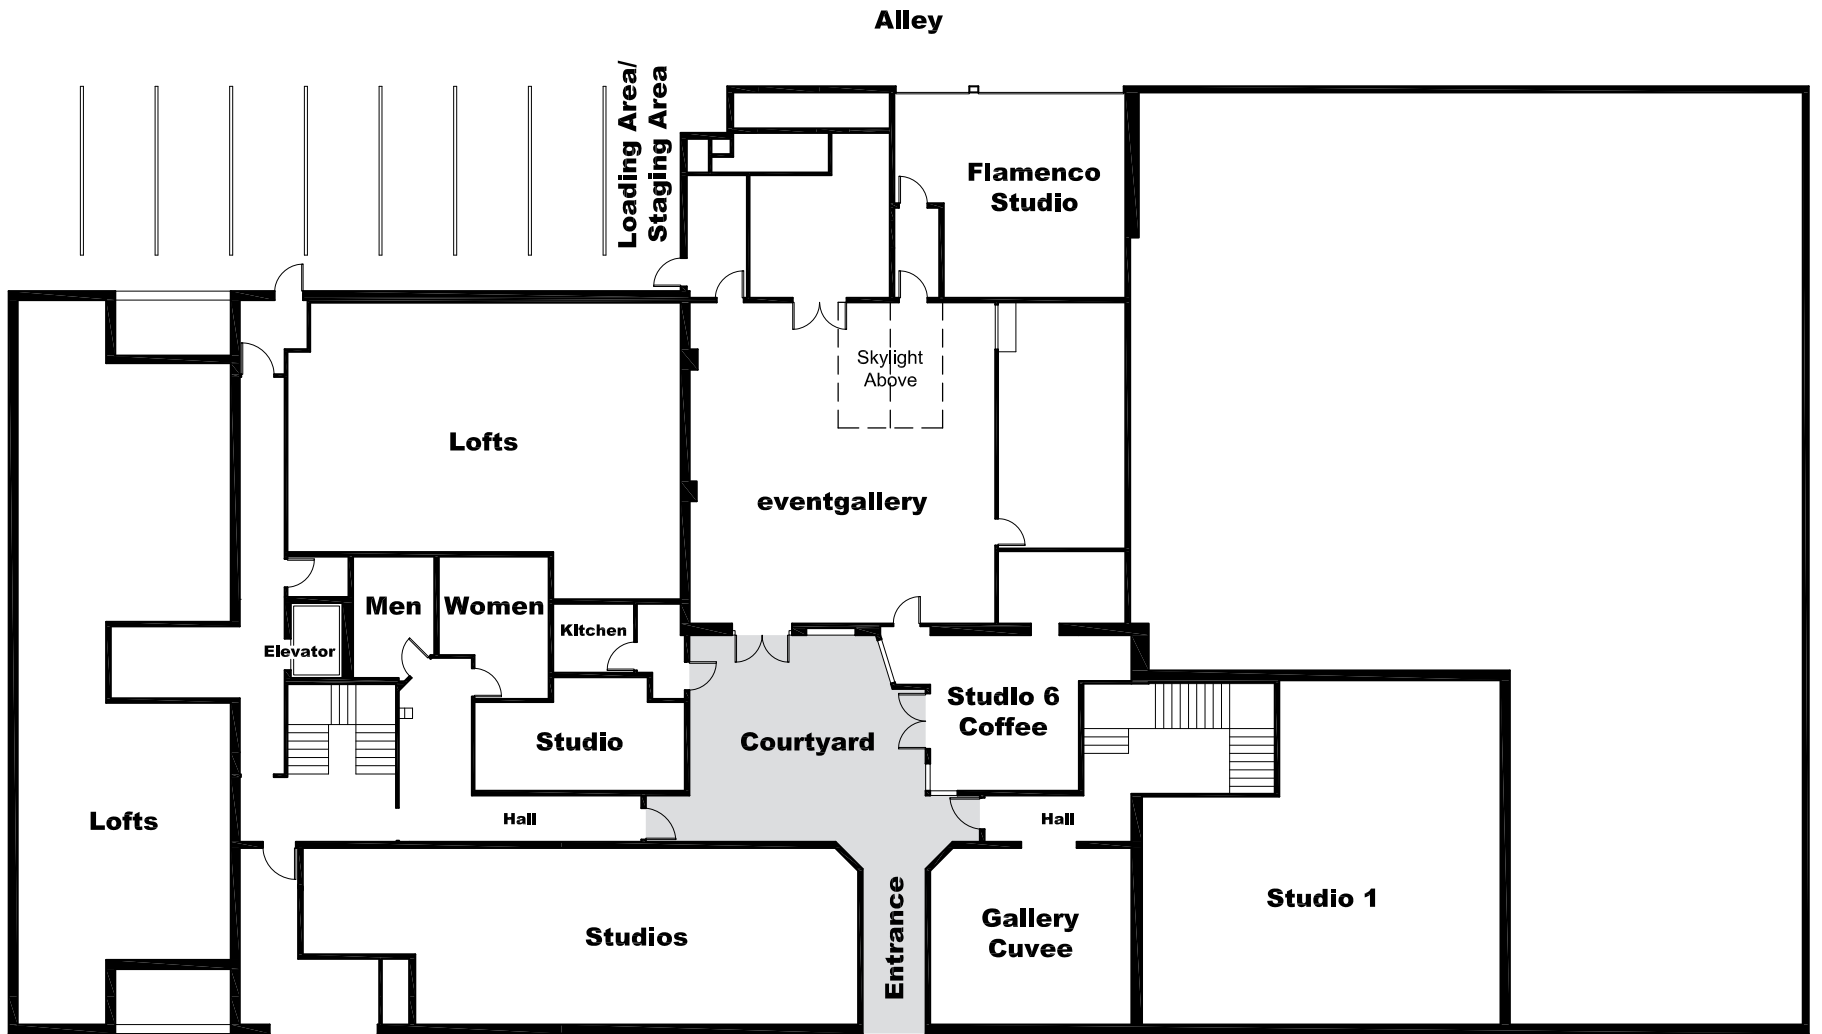 Alley
Loading Area/
Staging Area
Flamenco
Studio
Skylight
Above
Lofts
eventgallery
Men
Women
KItchen
Elevator
StudIo 6
Coffee
Studio
Courtyard
Lofts
Hall
Hall
Studio 1
Entrance
Gallery
Cuvee
Studios